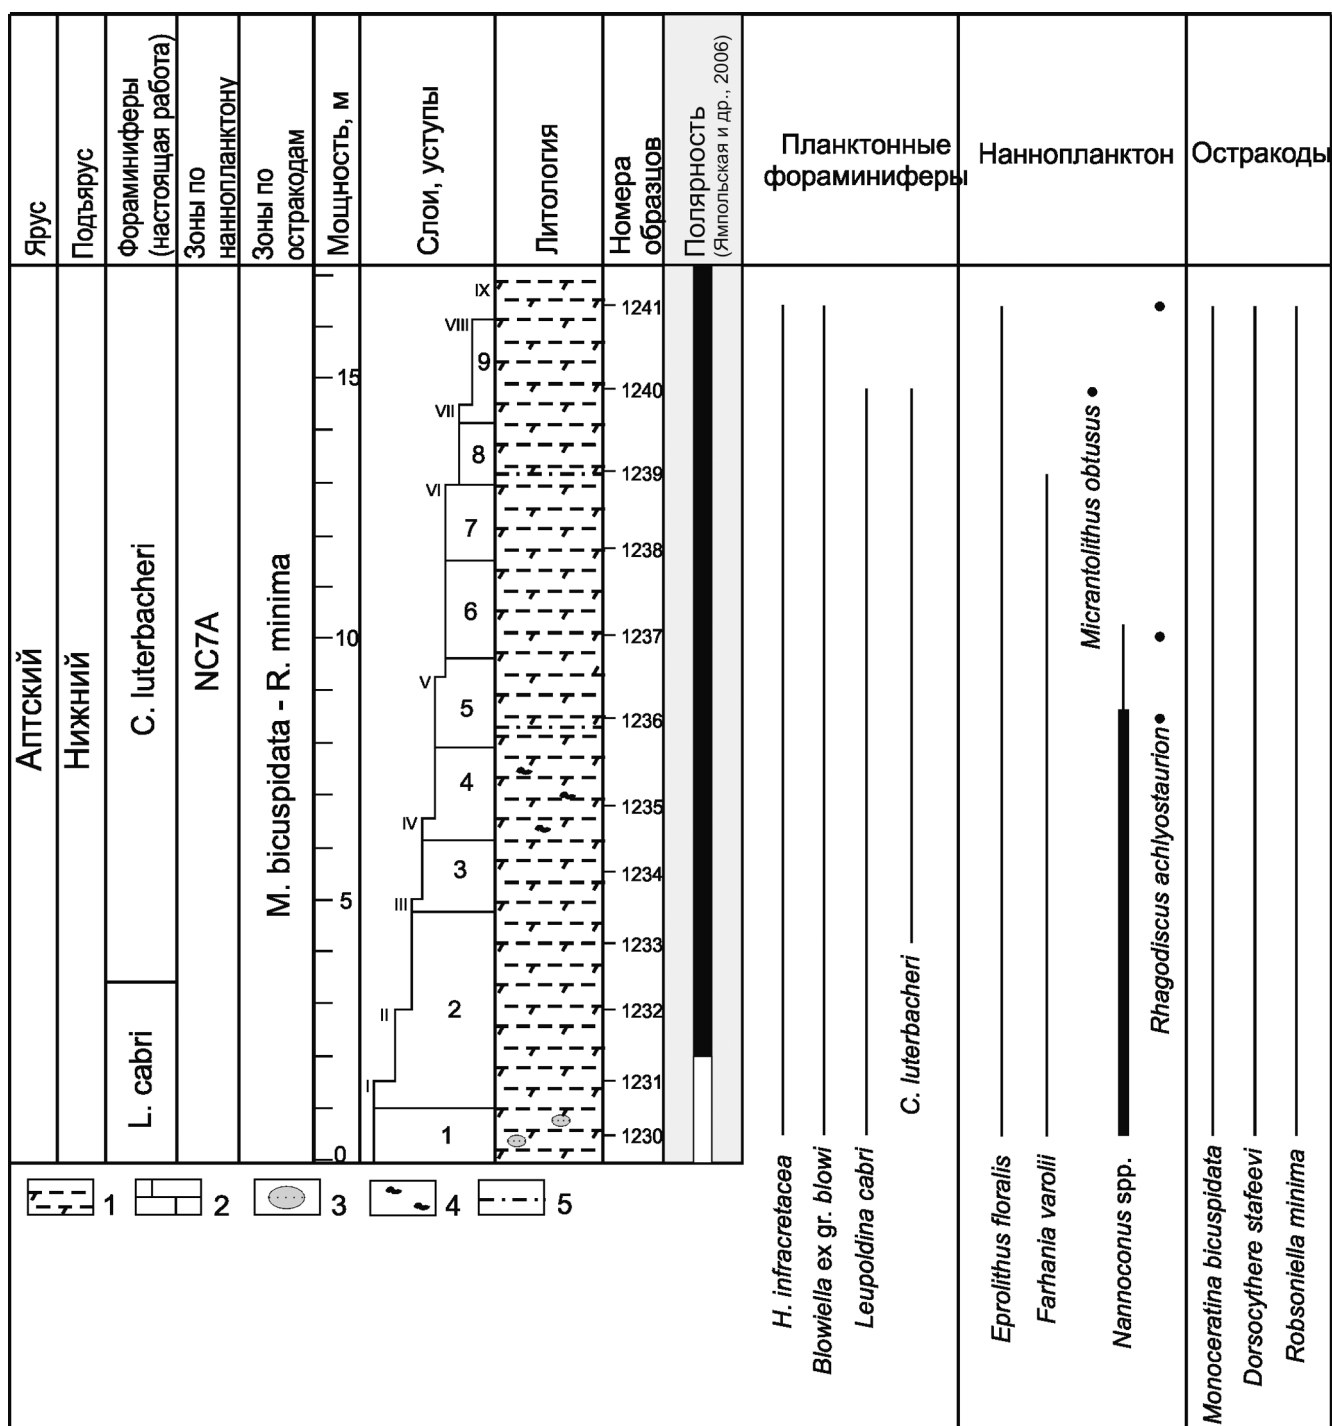 Ярус
Подъярус
Фораминиферы
(настоящая работа)
Зоны по
наннопланктону
Зоны по
остракодам
Мощность, м
Слои, уступы
Литология
Номера
образцов
Полярность
(Ямпольская и др., 2006)
Планктонные
фораминиферы
Наннопланктон
Остракоды
Аптский
Нижний
C. luterbacheri
L. cabri
NC7A
M. bicuspidata - R. minima
15
10
5
0
IX
VIII
VII
VI
V
IV
III
II
I
9
8
7
6
5
4
3
2
1
1241
1240
1239
1238
1237
1236
1235
1234
1233
1232
1231
1230
H. infracretacea
Blowiella ex gr. blowi
Leupoldina cabri
C. luterbacheri
Eprolithus floralis
Farhania varolii
Micrantolithus obtusus
Nannoconus spp.
Rhagodiscus achlyostaurion
Monoceratina bicuspidata
Dorsocythere stafeevi
Robsoniella minima
1 2 3 4 5